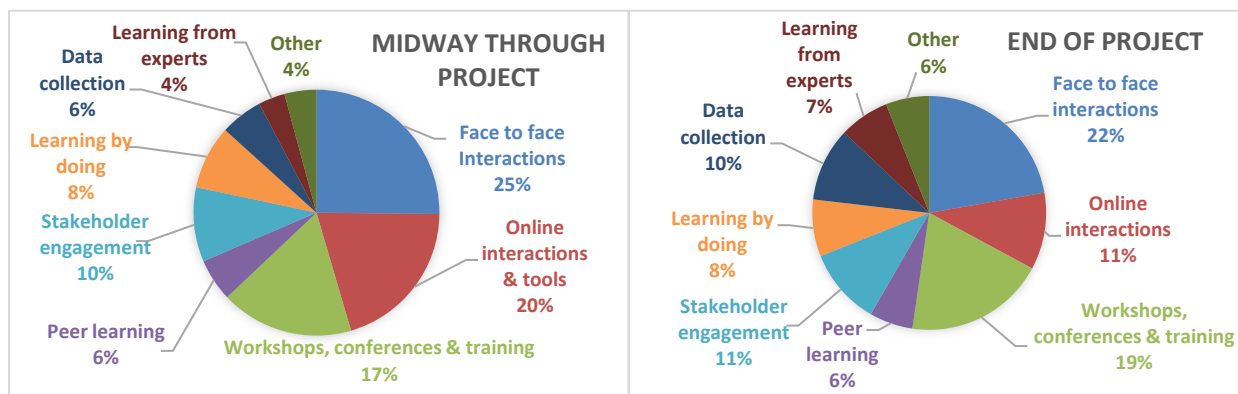 MIDWAY THROUGH
PROJECT
Learning from
experts
4%
Other
4%
Data
collection
6%
Face to face
Interactions
25%
Learning by
doing
8%
Stakeholder
engagement
10%
Online
interactions
& tools
20%
Peer learning
6%
Workshops, conferences & training
17%
END OF PROJECT
Learning
from
experts
7%
Other
6%
Face to face
interactions
22%
Data
collection
10%
Online
interactions
11%
Learning by
doing
8%
Stakeholder
engagement
11%
Peer
learning
6%
Workshops,
conferences & training
19%